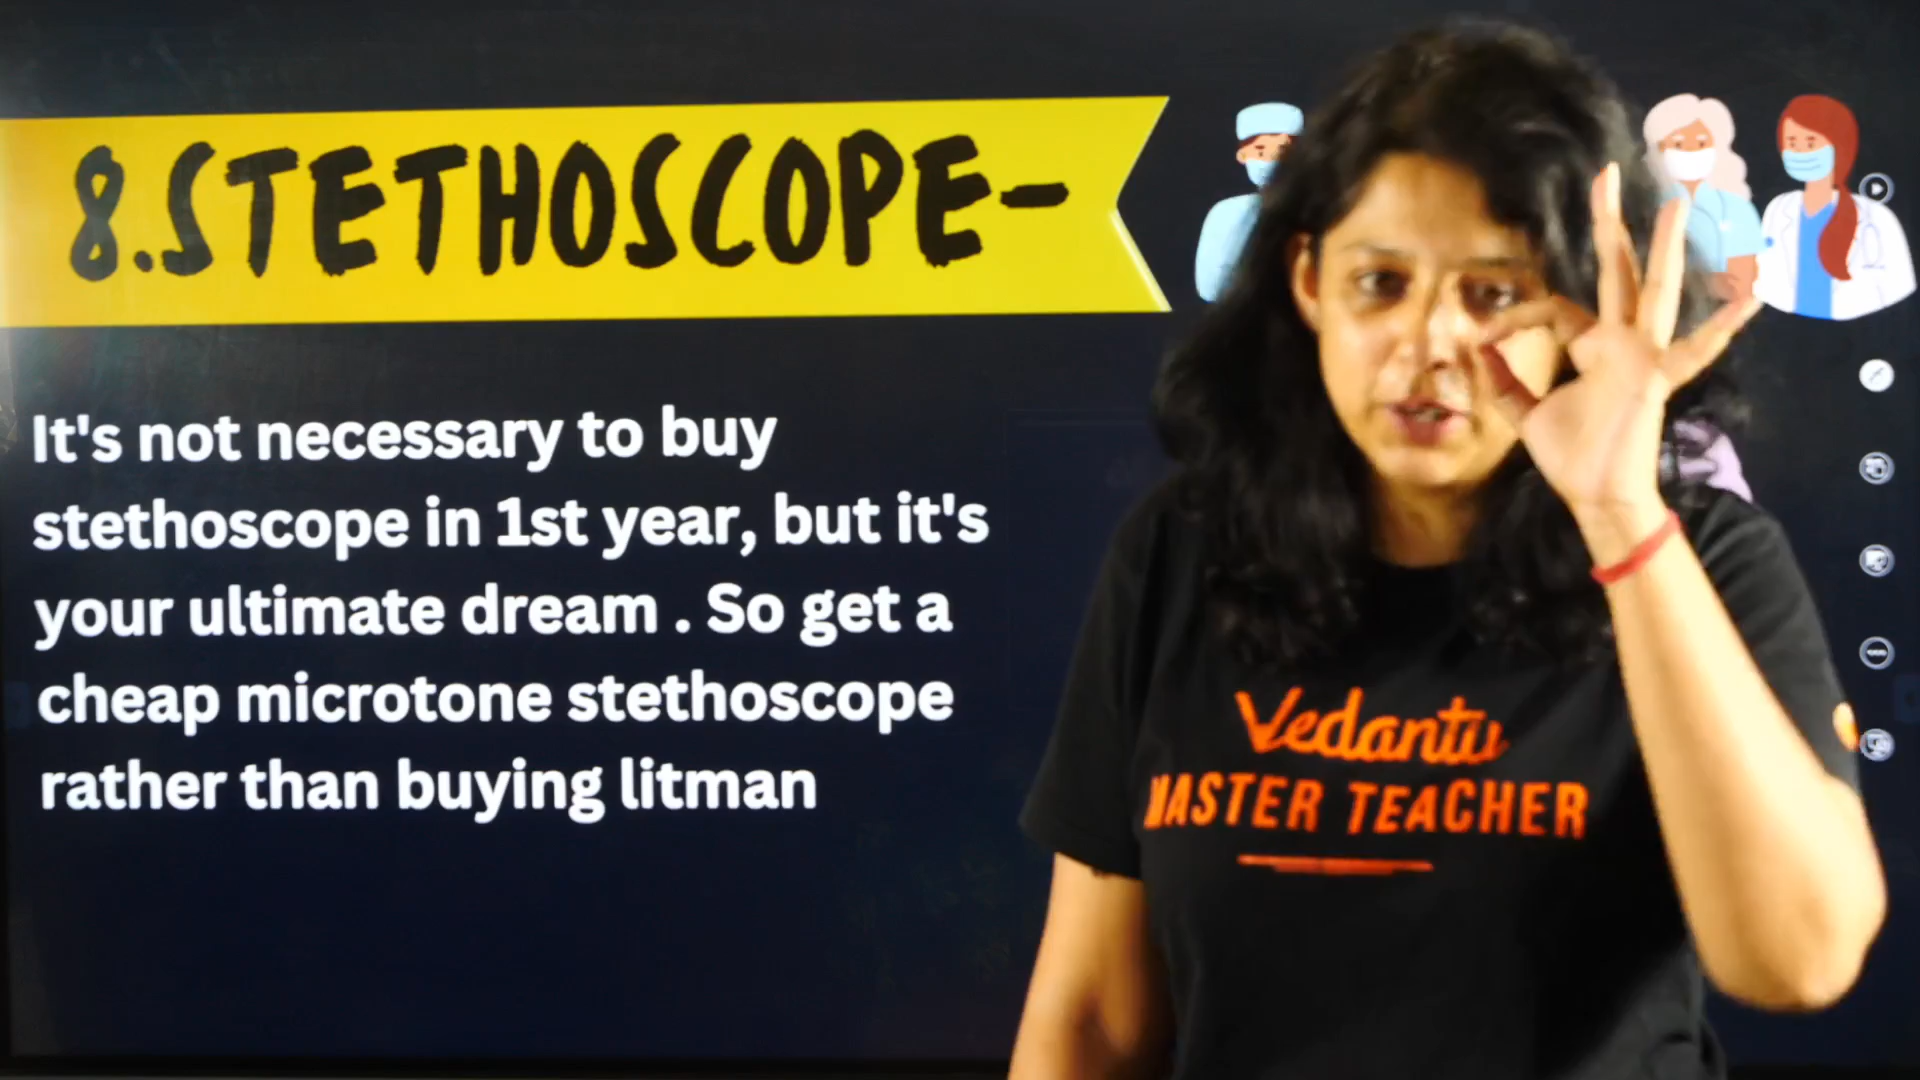 8.STETHOSCOPE-
It's not necessary to buy
stethoscope in 1st year, but it's
your ultimate dream . So get a
cheap microtone stethoscope
rather than buying litman
Vedantu
MASTER TEACHER